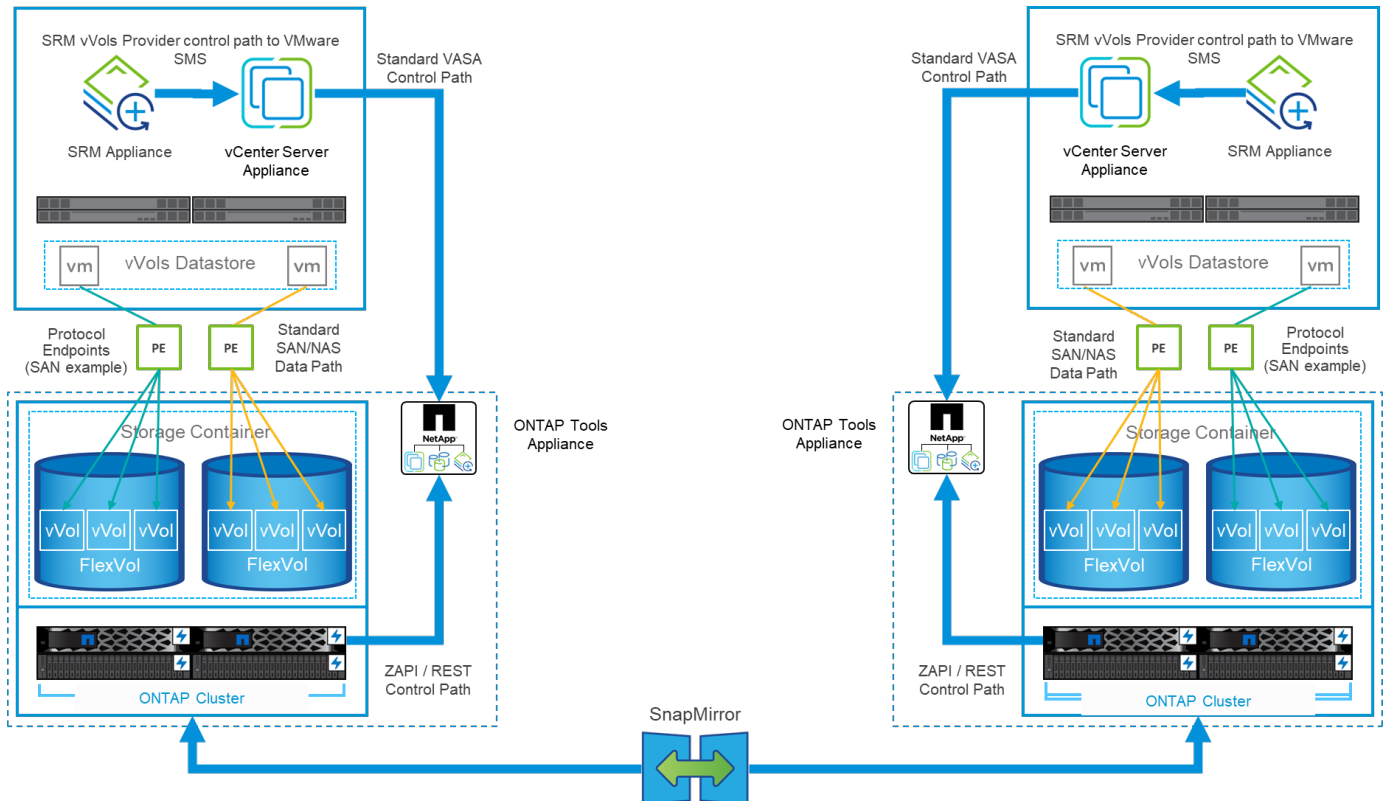 SRM vVols Provider control path to VMware
SMS
Standard VASA
Control Path
SRM Appliance
vCenter Server
Appliance
vm
vVols Datastore
vm
Protocol
Endpoints
(SAN example)
PE
PE
Standard
SAN/NAS
Data Path
Storage Container
vVol
vVol
vVol
FlexVol
vVol
vVol
vVol
FlexVol
NetApp
ONTAP Tools
Appliance
ZAPI / REST
Control Path
ONTAP Cluster
SnapMirror
SRM vVols Provider control path to VMware
SMS
Standard VASA
Control Path
vCenter Server
Appliance
SRM Appliance
vm
vVols Datastore
vm
Standard
SAN/NAS
Data Path
PE
PE
Protocol
Endpoints
(SAN example)
ONTAP Tools
Appliance
NetApp
Storage Container
vVol
vVol
vVol
FlexVol
vVol
vVol
vVol
FlexVol
ZAPI / REST
Control Path
ONTAP Cluster